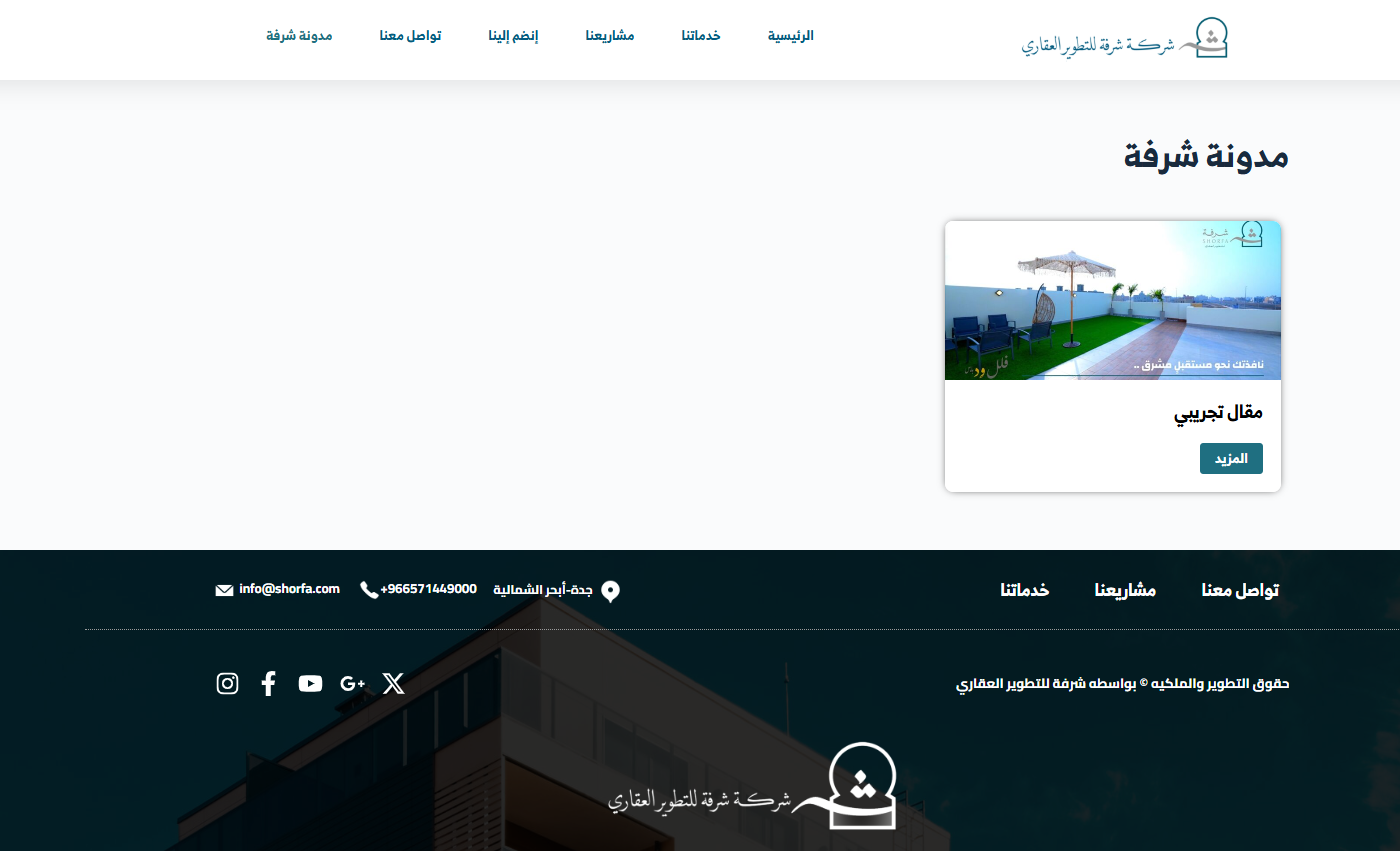 شركة شرفة للتطوير العقاري
الرئيسية خدماتنا مشاريعنا إنضم إلينا تواصل معنا مدونة شرفة
مدونة شرفة
شرفة
SHORFA
نافذتك نحو مستقبل مشرق ..
فلل ود
مقال تجريبي
المزيد
تواصل معنا مشاريعنا خدماتنا
جدة-أبحر الشمالية +966571449000 info@shorfa.com
حقوق التطوير والملكيه © بواسطه شرفة للتطوير العقاري
G+
شركة شرفة للتطوير العقاري